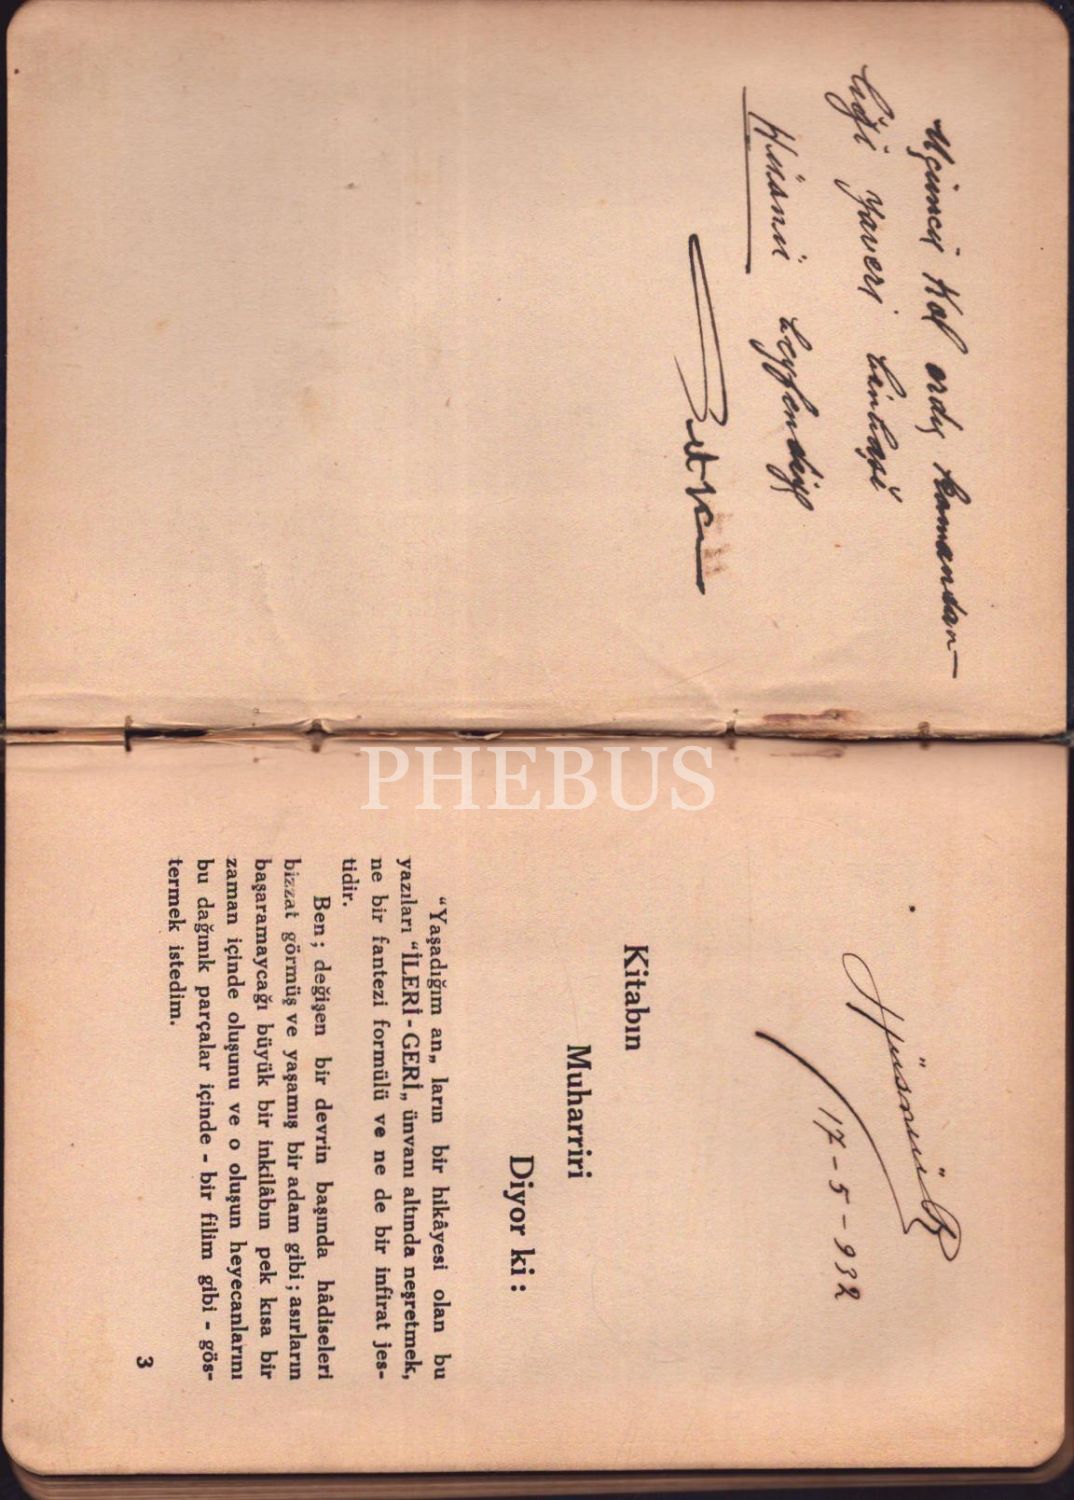 Üçüncü Kol ordu kumandan-
lığı yaveri binbaşı
Hüsnü beyfendiye
Hüsnü
17-5-932
Kitabın
Muharriri
Diyor ki :
“Yaşadığım an„ ların bir hikâyesi olan bu
yazıları “İLERİ - GERİ„ ünvanı altında neşretmek,
ne bir fantezi formülü ve ne de bir infirat jes-
tidir.
Ben ; değişen bir devrin başında hâdiseleri
bizzat görmüş ve yaşamış bir adam gibi ; asırların
başaramaycağı büyük bir inkilâbın pek kısa bir
zaman içinde oluşunu ve o oluşun heyecanlarını
bu dağınık parçalar içinde - bir filim gibi - gös-
termek istedim.
3
PHEBUS